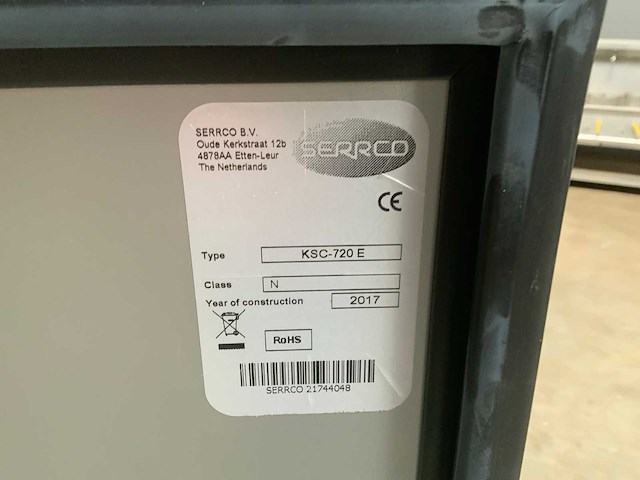 SERRCO B.V.
Oude Kerkstraat 12b
4878AA Etten-Leur
The Netherlands
SERRCO
CE
Type KSC-720 E
Class N
Year of construction 2017
RoHS
SERRCO 21744048